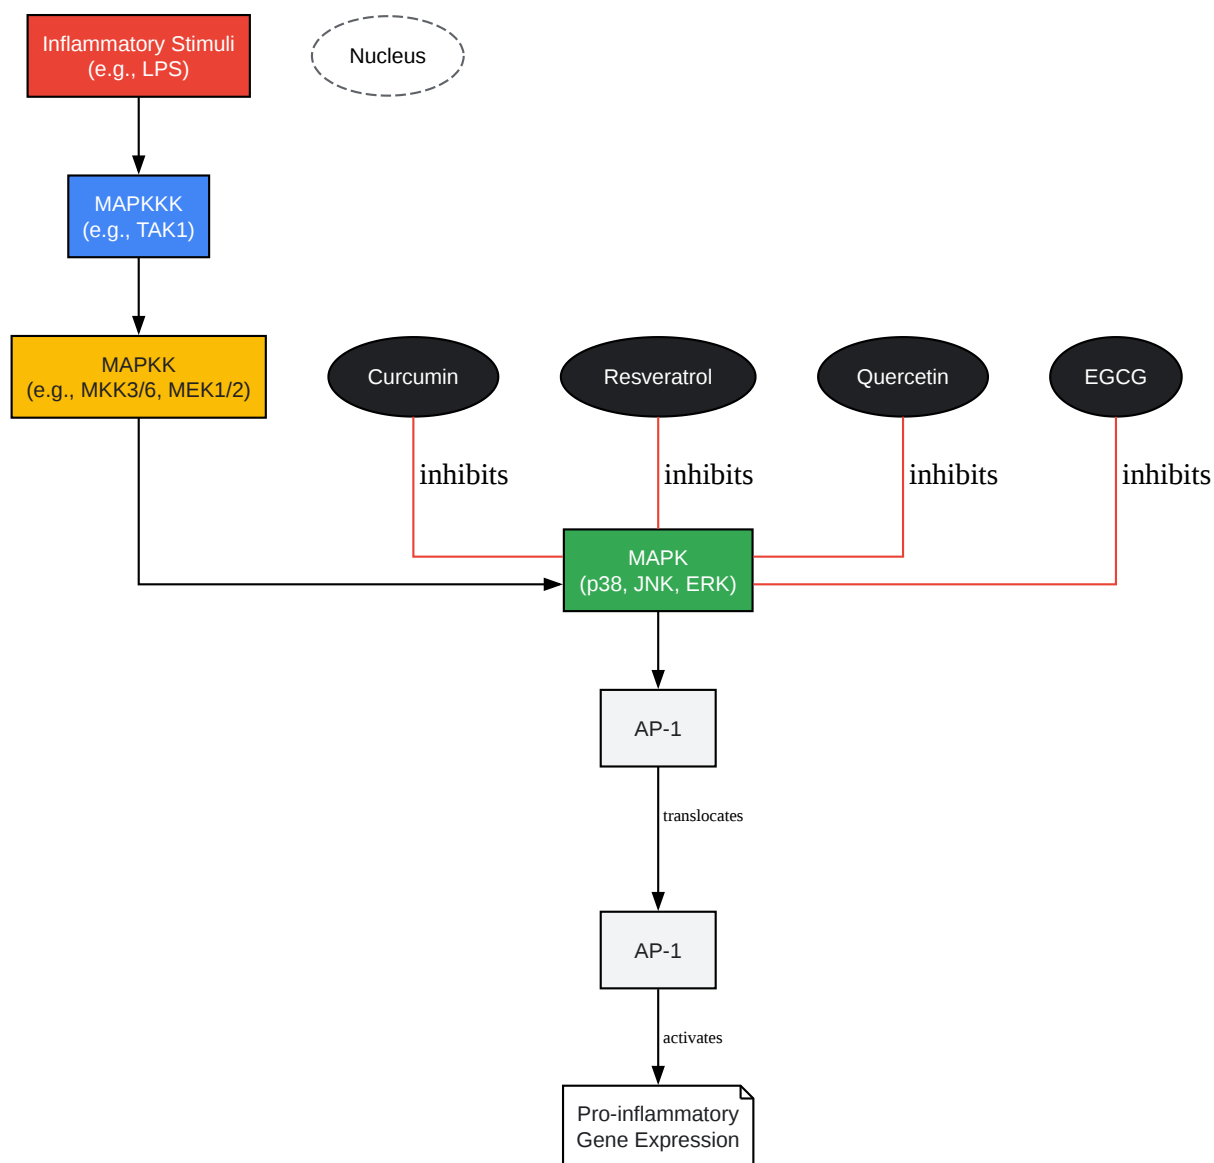 Inflammatory Stimuli
(e.g., LPS)
Nucleus
MAPKKK
(e.g., TAK1)
MAPKK
(e.g., MKK3/6, MEK1/2)
Curcumin
Resveratrol
Quercetin
EGCG
inhibits
inhibits
inhibits
inhibits
MAPK
(p38, JNK, ERK)
AP-1
translocates
AP-1
activates
Pro-inflammatory
Gene Expression